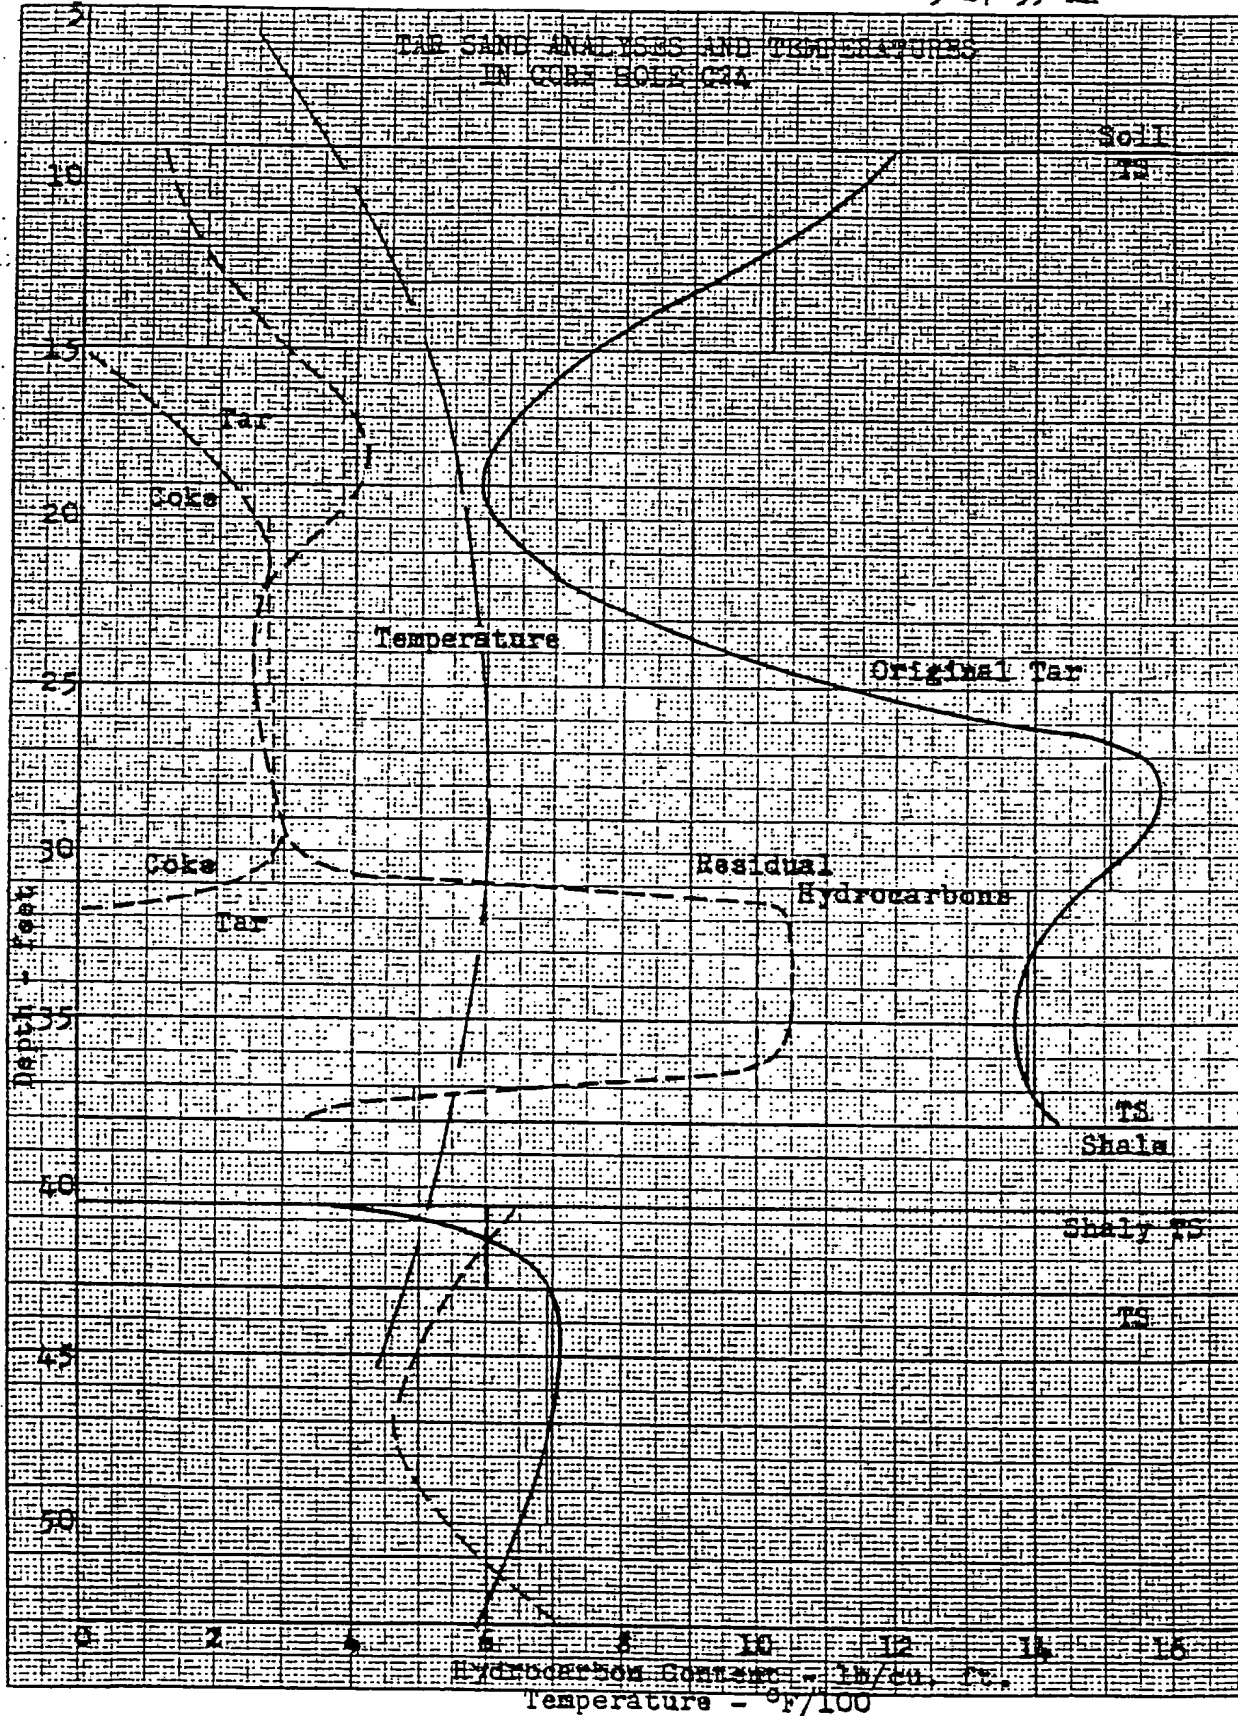 5
TAR SAND ANALYSES AND TEMPERATURES
IN CORE HOLE C24
Soil
TS
10
15
Tar
Coke
20
Temperature
Original Tar
25
30
Coke
Residual
Hydrocarbons
Tar
Depth - Feet
35
TS
Shale
40
Shaly TS
TS
45
50
0 2 4 6 8 10 12 14 16
Hydrocarbon Content - lb/cu. ft.
Temperature - °F/100